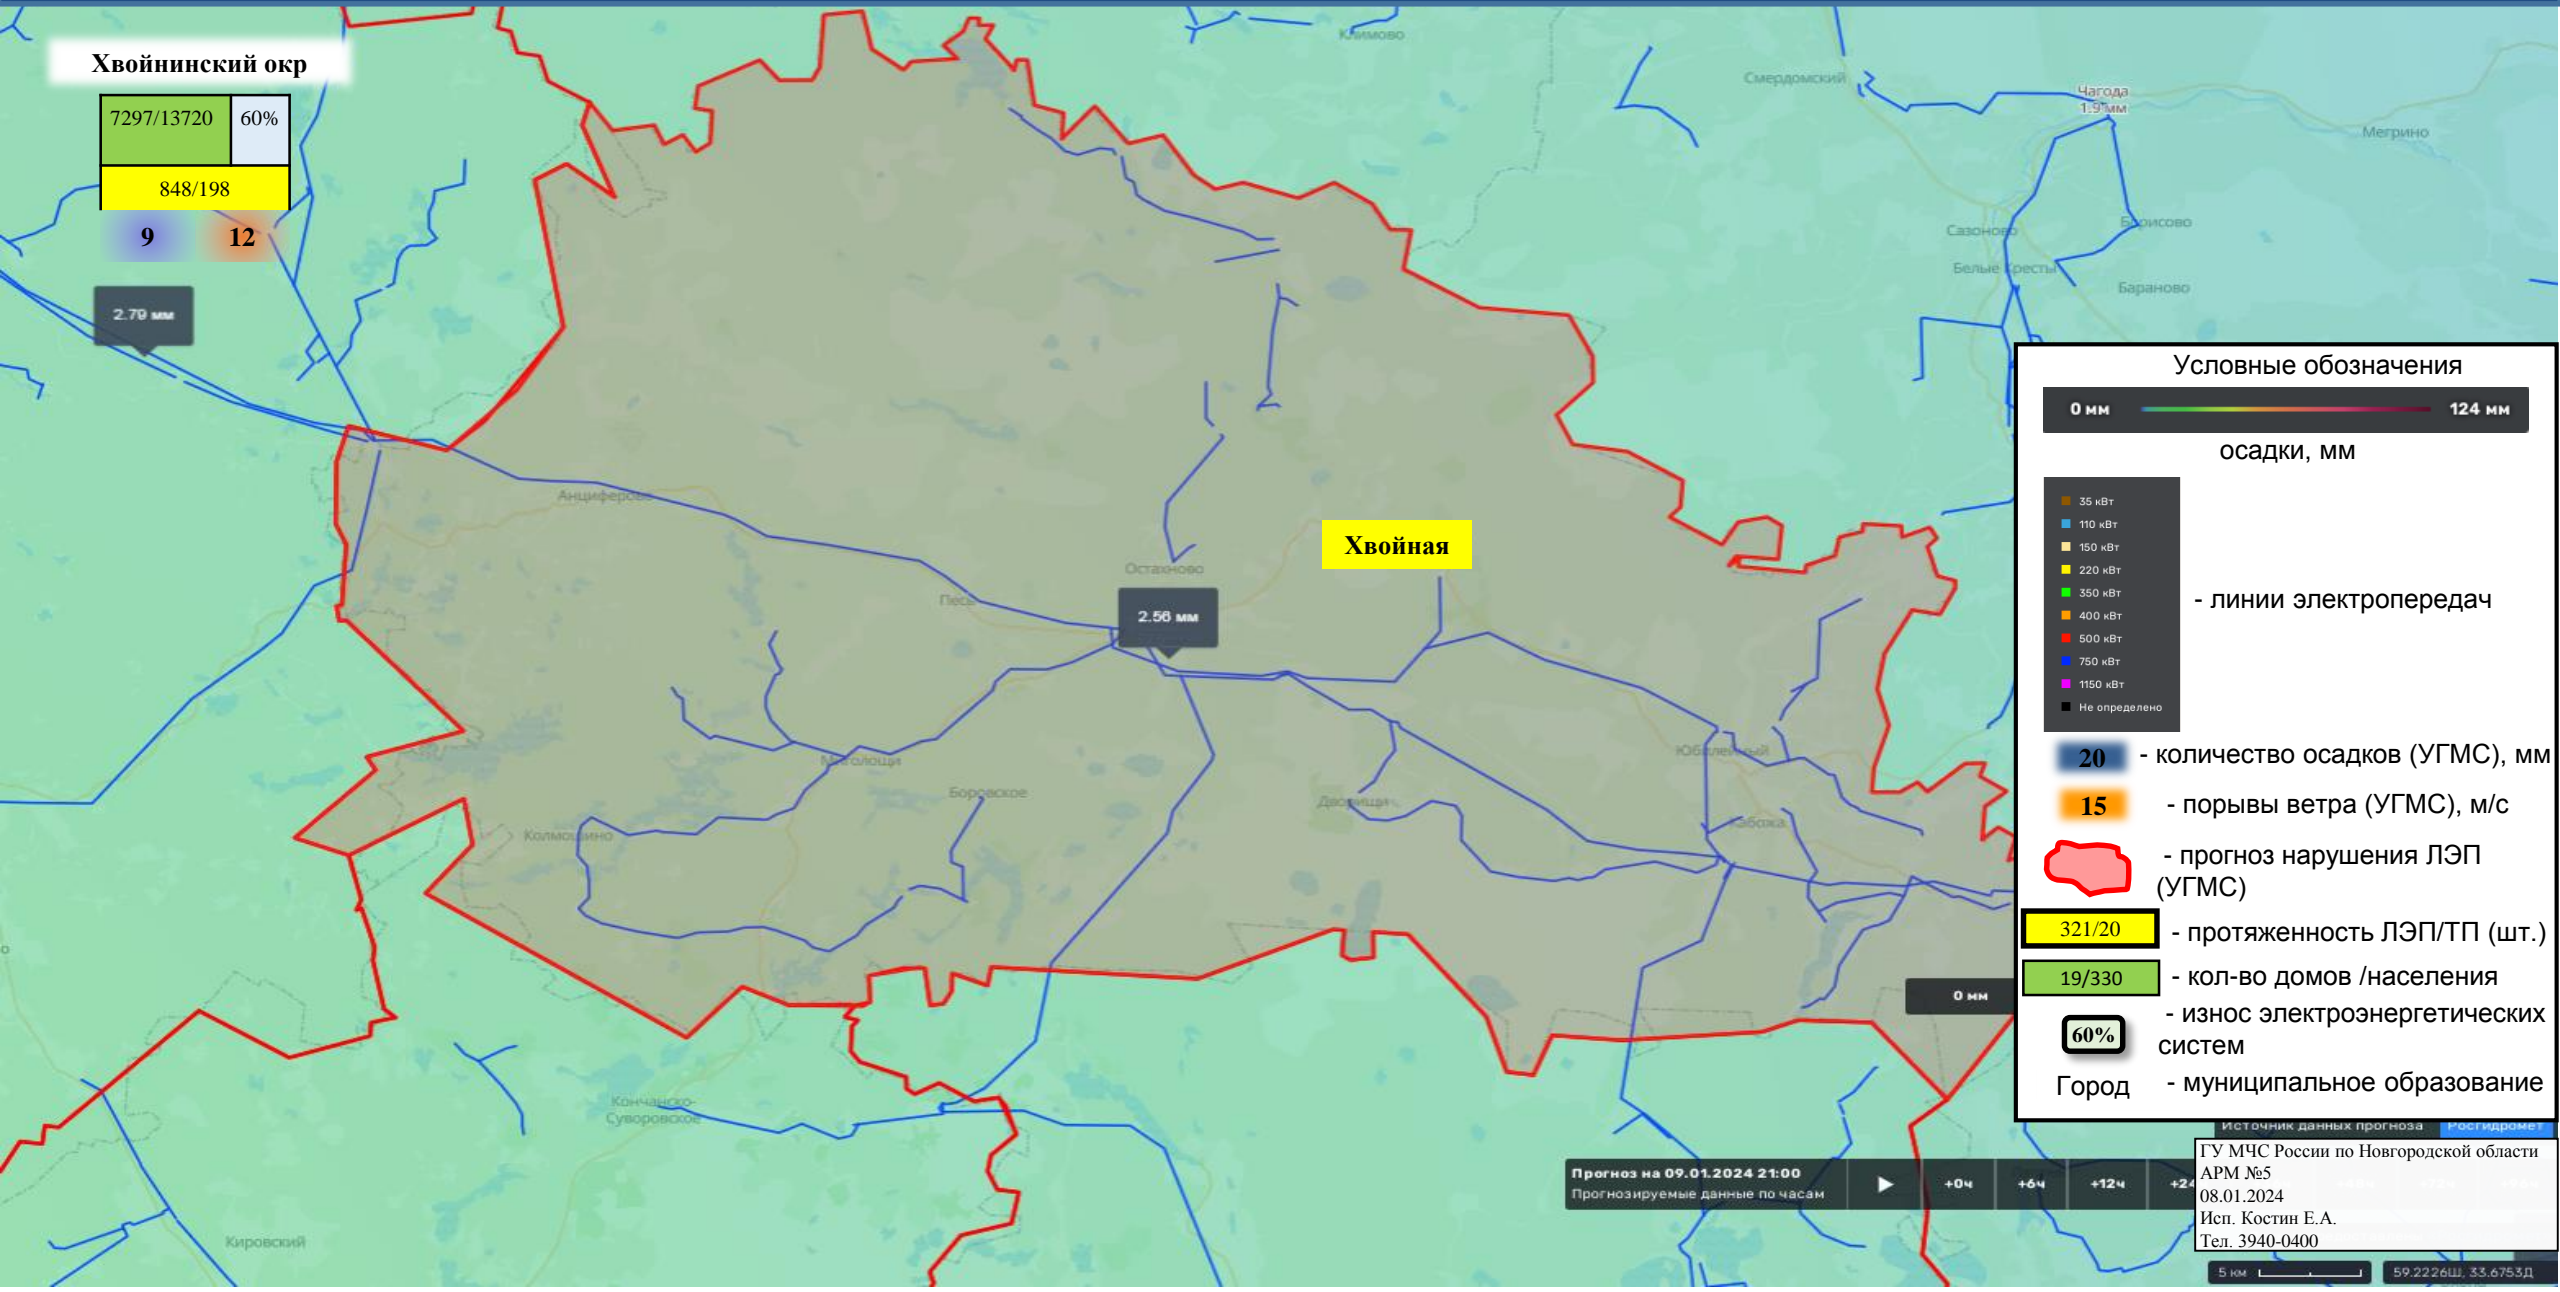 Хвойнинский окр
7297/13720 60%
848/198
9 12
2.79 мм
Климово
Смердомский
Чагода
1.9 мм
Мегрино
Борисово
Сазоново
Белые Кресты
Бараново
Анциферово
Хвойная
Остахново
Песь
2.56 мм
Миголощи
Боровское
Колмошино
Дворищи
Юбилейный
Кабожа
0 мм
Кончанско-
Суворовское
Кировский
Условные обозначения
0 мм 124 мм
осадки, мм
35 кВт
110 кВт
150 кВт
220 кВт
350 кВт
400 кВт
500 кВт
750 кВт
1150 кВт
Не определено
- линии электропередач
20 - количество осадков (УГМС), мм
15 - порывы ветра (УГМС), м/с
- прогноз нарушения ЛЭП
(УГМС)
321/20 - протяженность ЛЭП/ТП (шт.)
19/330 - кол-во домов /населения
60% - износ электроэнергетических
систем
Город - муниципальное образование
Источник данных прогноза Росгидромет
Прогноз на 09.01.2024 21:00
Прогнозируемые данные по часам
+0ч +6ч +12ч +24
ГУ МЧС России по Новгородской области
АРМ №5
08.01.2024
Исп. Костин Е.А.
Тел. 3940-0400
5 км
59.2226Ш, 33.6753Д